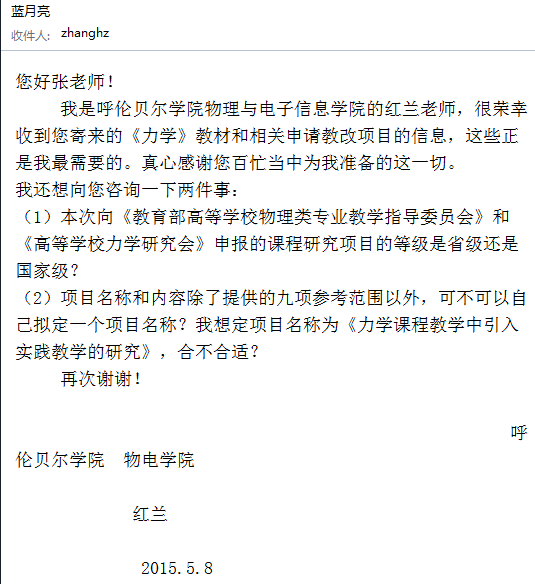 蓝月亮
收件人: zhanghz
您好张老师！
我是呼伦贝尔学院物理与电子信息学院的红兰老师，很荣幸
收到您寄来的《力学》教材和相关申请教改项目的信息，这些正
是我最需要的。真心感谢您百忙当中为我准备的这一切。
我还想向您咨询一下两件事：
（1）本次向《教育部高等学校物理类专业教学指导委员会》和
《高等学校力学研究会》申报的课程研究项目的等级是省级还是
国家级？
（2）项目名称和内容除了提供的九项参考范围以外，可不可以自
己拟定一个项目名称？我想定项目名称为《力学课程教学中引入
实践教学的研究》，合不合适？
再次谢谢！
呼
伦贝尔学院 物电学院
红兰
2015.5.8